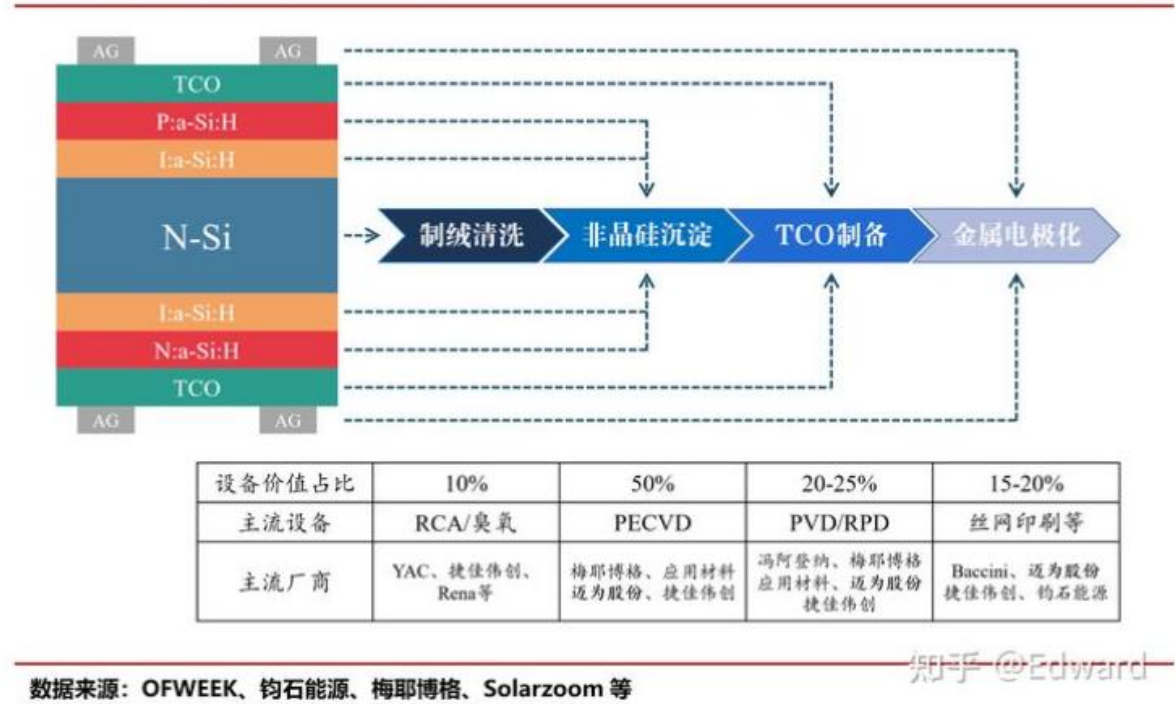 AG AG
TCO
P:a-Si:H
I:a-Si:H
N-Si
制绒清洗 非晶硅沉淀 TCO制备 金属电极化
I:a-Si:H
N:a-Si:H
TCO
AG AG
设备价值占比 10% 50% 20-25% 15-20%
主流设备 RCA/臭氧 PECVD PVD/RPD 丝网印刷等
主流厂商
YAC、捷佳伟创、
Rena等
梅耶博格、应用材料
迈为股份、捷佳伟创
冯阿登纳、梅耶博格
应用材料、迈为股份
捷佳伟创
Baccini、迈为股份
捷佳伟创、钧石能源
知乎 @Edward
数据来源：OFWEEK、钧石能源、梅耶博格、Solarzoom 等